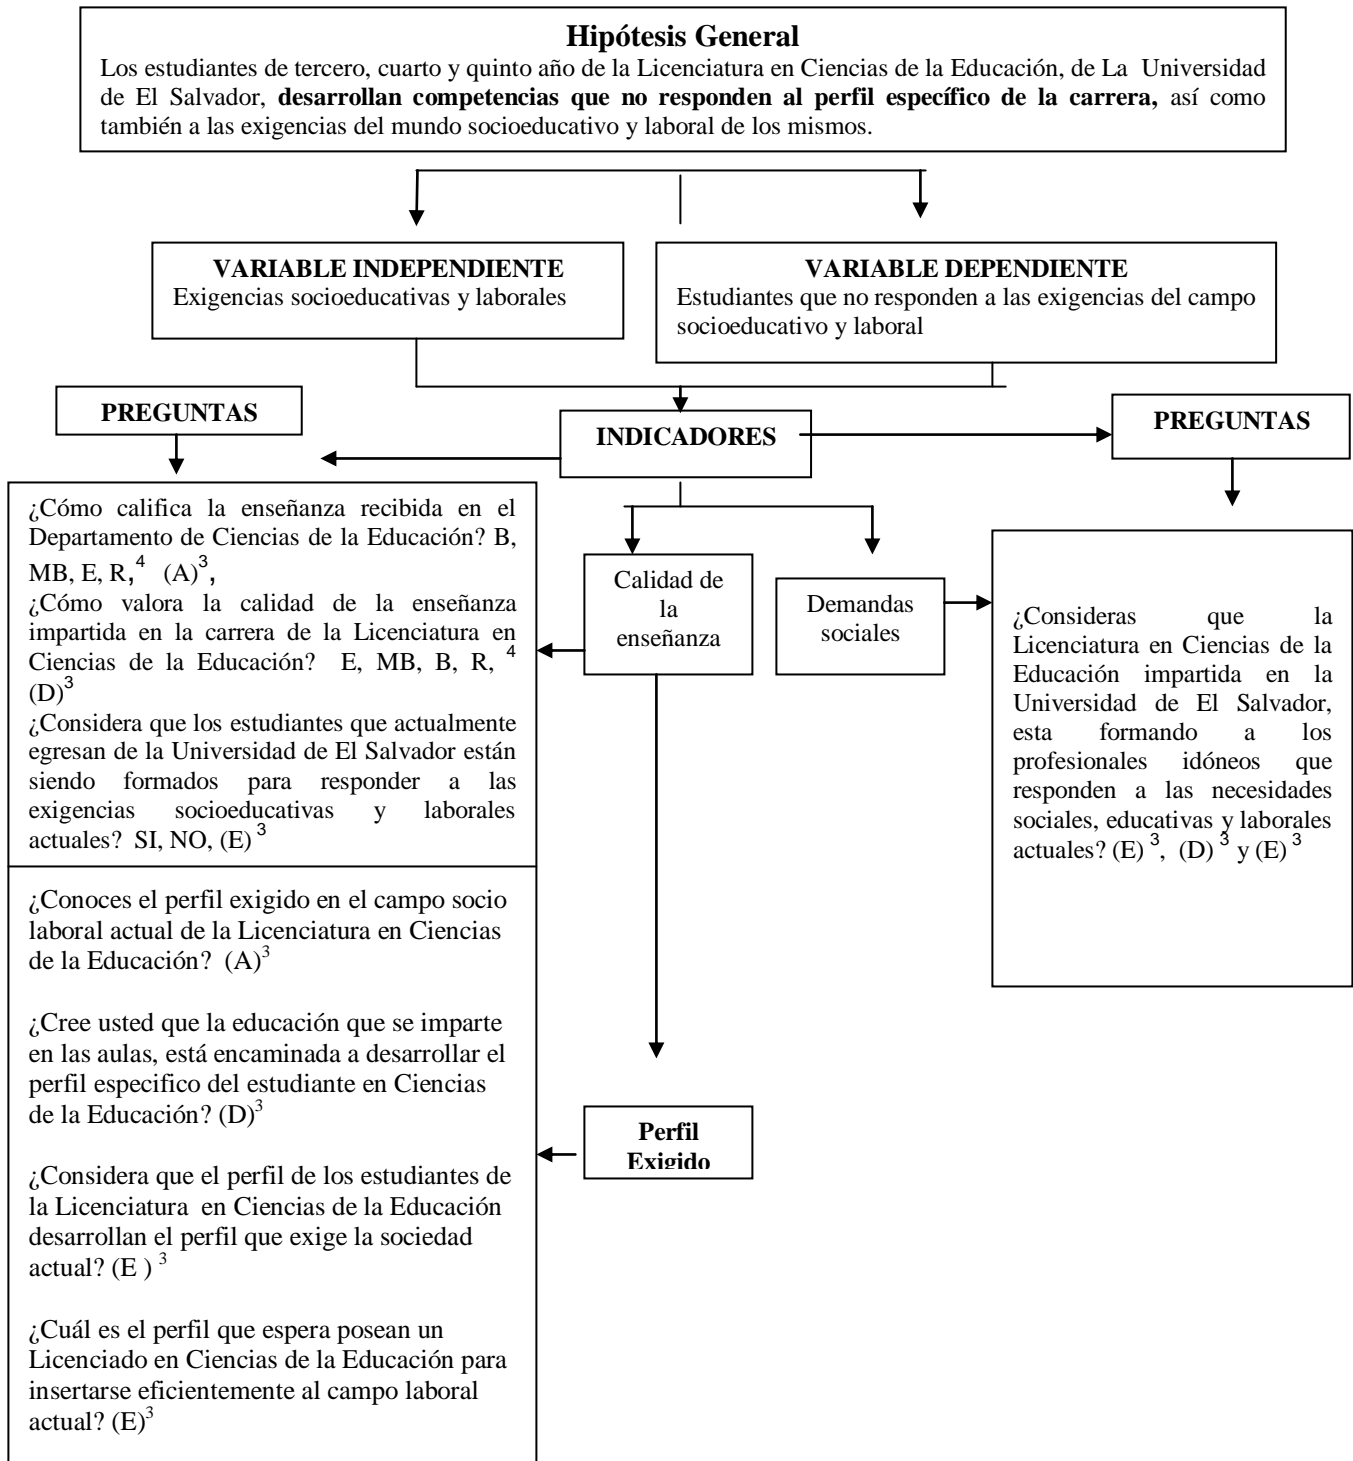 Hipótesis General
Los estudiantes de tercero, cuarto y quinto año de la Licenciatura en Ciencias de la Educación, de La Universidad
de El Salvador, desarrollan competencias que no responden al perfil específico de la carrera, así como
también a las exigencias del mundo socioeducativo y laboral de los mismos.
VARIABLE INDEPENDIENTE
Exigencias socioeducativas y laborales
VARIABLE DEPENDIENTE
Estudiantes que no responden a las exigencias del campo
socioeducativo y laboral
PREGUNTAS
INDICADORES
PREGUNTAS
¿Cómo califica la enseñanza recibida en el
Departamento de Ciencias de la Educación? B,
MB, E, R,⁴ (A)³,
¿Cómo valora la calidad de la enseñanza
impartida en la carrera de la Licenciatura en
Ciencias de la Educación? E, MB, B, R, ⁴
(D)³
¿Considera que los estudiantes que actualmente
egresan de la Universidad de El Salvador están
siendo formados para responder a las
exigencias socioeducativas y laborales
actuales? SI, NO, (E) ³
Calidad de
la
enseñanza
Demandas
sociales
¿Consideras que la
Licenciatura en Ciencias de la
Educación impartida en la
Universidad de El Salvador,
esta formando a los
profesionales idóneos que
responden a las necesidades
sociales, educativas y laborales
actuales? (E) ³, (D) ³ y (E) ³
¿Conoces el perfil exigido en el campo socio
laboral actual de la Licenciatura en Ciencias
de la Educación? (A)³
¿Cree usted que la educación que se imparte
en las aulas, está encaminada a desarrollar el
perfil especifico del estudiante en Ciencias
de la Educación? (D)³
¿Considera que el perfil de los estudiantes de
la Licenciatura en Ciencias de la Educación
desarrollan el perfil que exige la sociedad
actual? (E ) ³
¿Cuál es el perfil que espera posean un
Licenciado en Ciencias de la Educación para
insertarse eficientemente al campo laboral
actual? (E)³
Perfil
Exigido